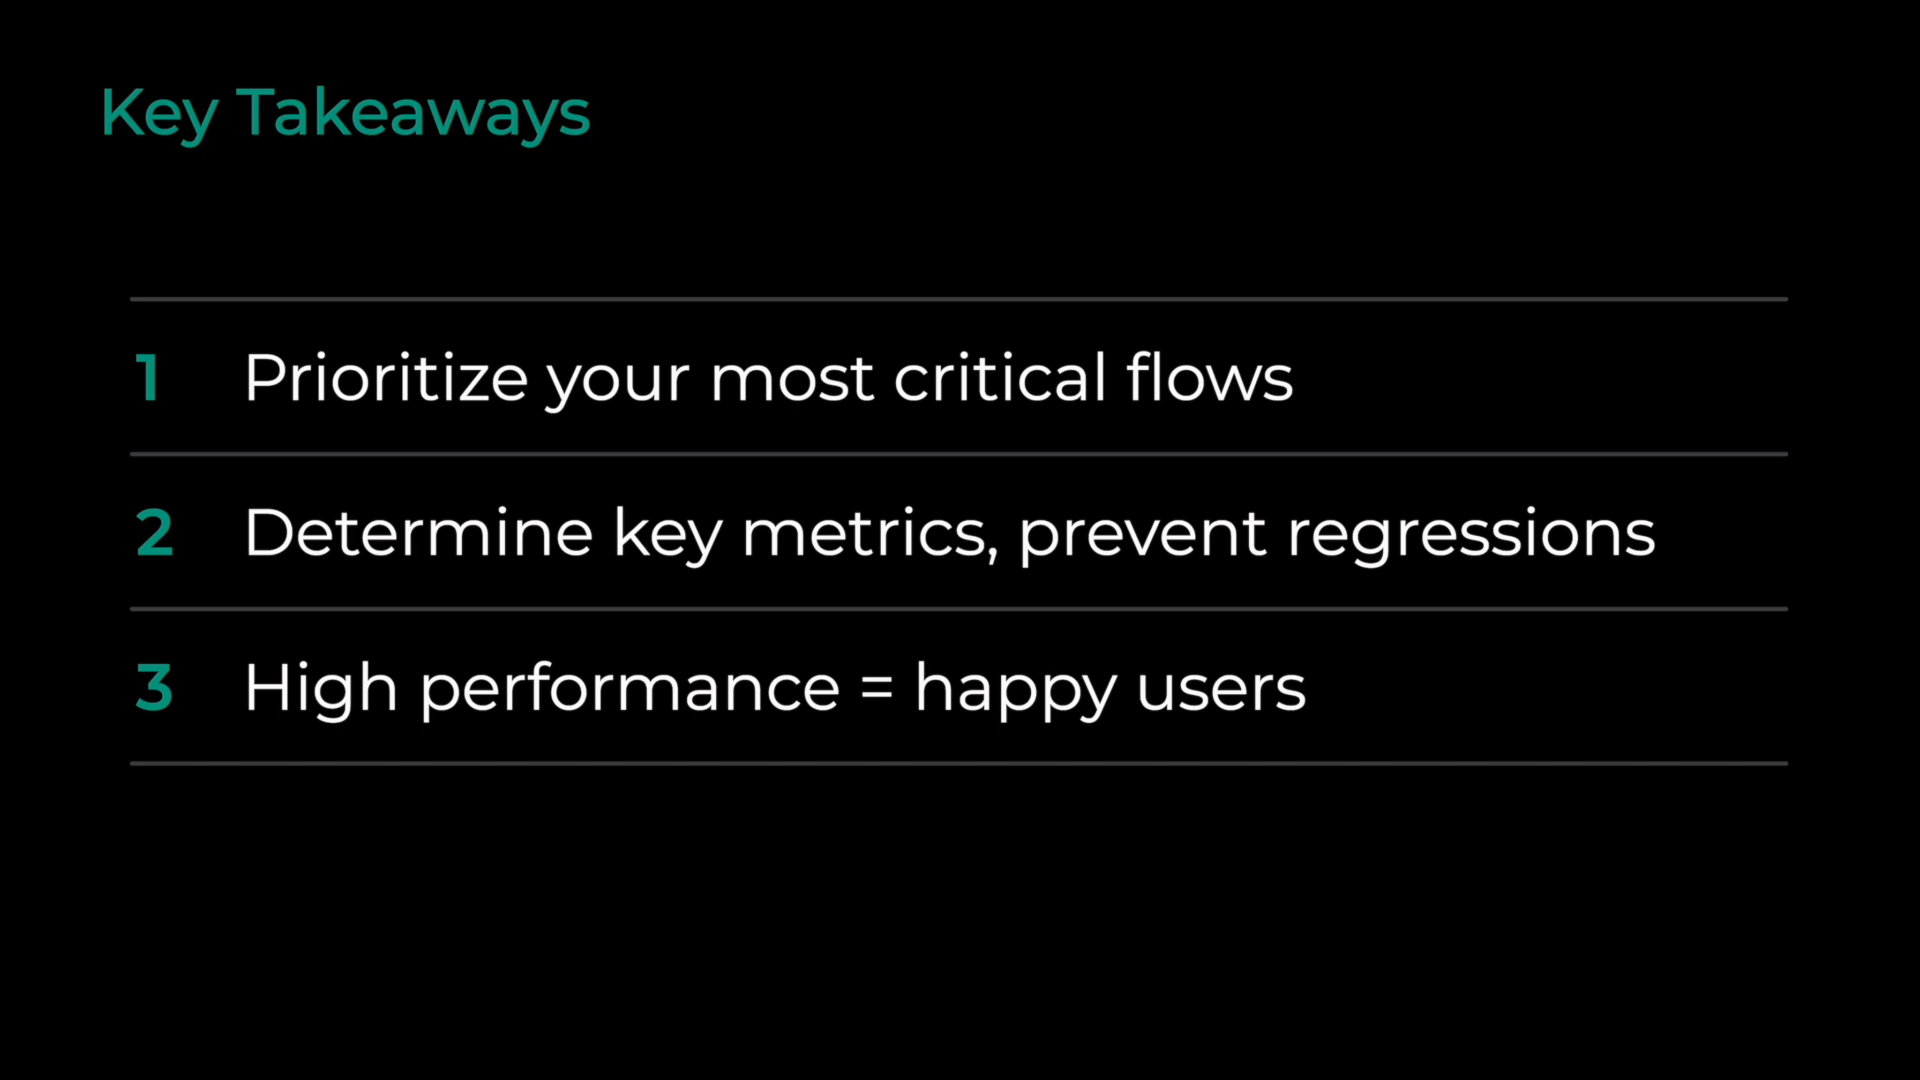 Key Takeaways
1 Prioritize your most critical flows
2 Determine key metrics, prevent regressions
3 High performance = happy users